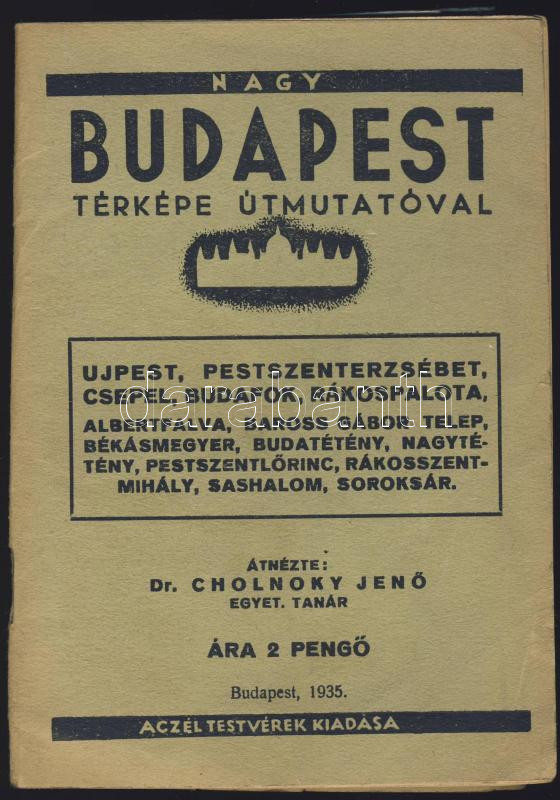 NAGY
BUDAPEST
TÉRKÉPE ÚTMUTATÓVAL
UJPEST, PESTSZENTERZSÉBET,
CSEPEL, BUDAFOK, RÁKOSPALOTA,
ALBERTFALVA, BAROSS GÁBOR TELEP,
BÉKÁSMEGYER, BUDATÉTÉNY, NAGYTÉ-
TÉNY, PESTSZENTLŐRINC, RÁKOSSZENT-
MIHÁLY, SASHALOM, SOROKSÁR.
darabanth
ÁTNÉZTE:
Dr. CHOLNOKY JENŐ
EGYET. TANÁR
ÁRA 2 PENGŐ
Budapest, 1935.
ACZÉL TESTVÉREK KIADÁSA